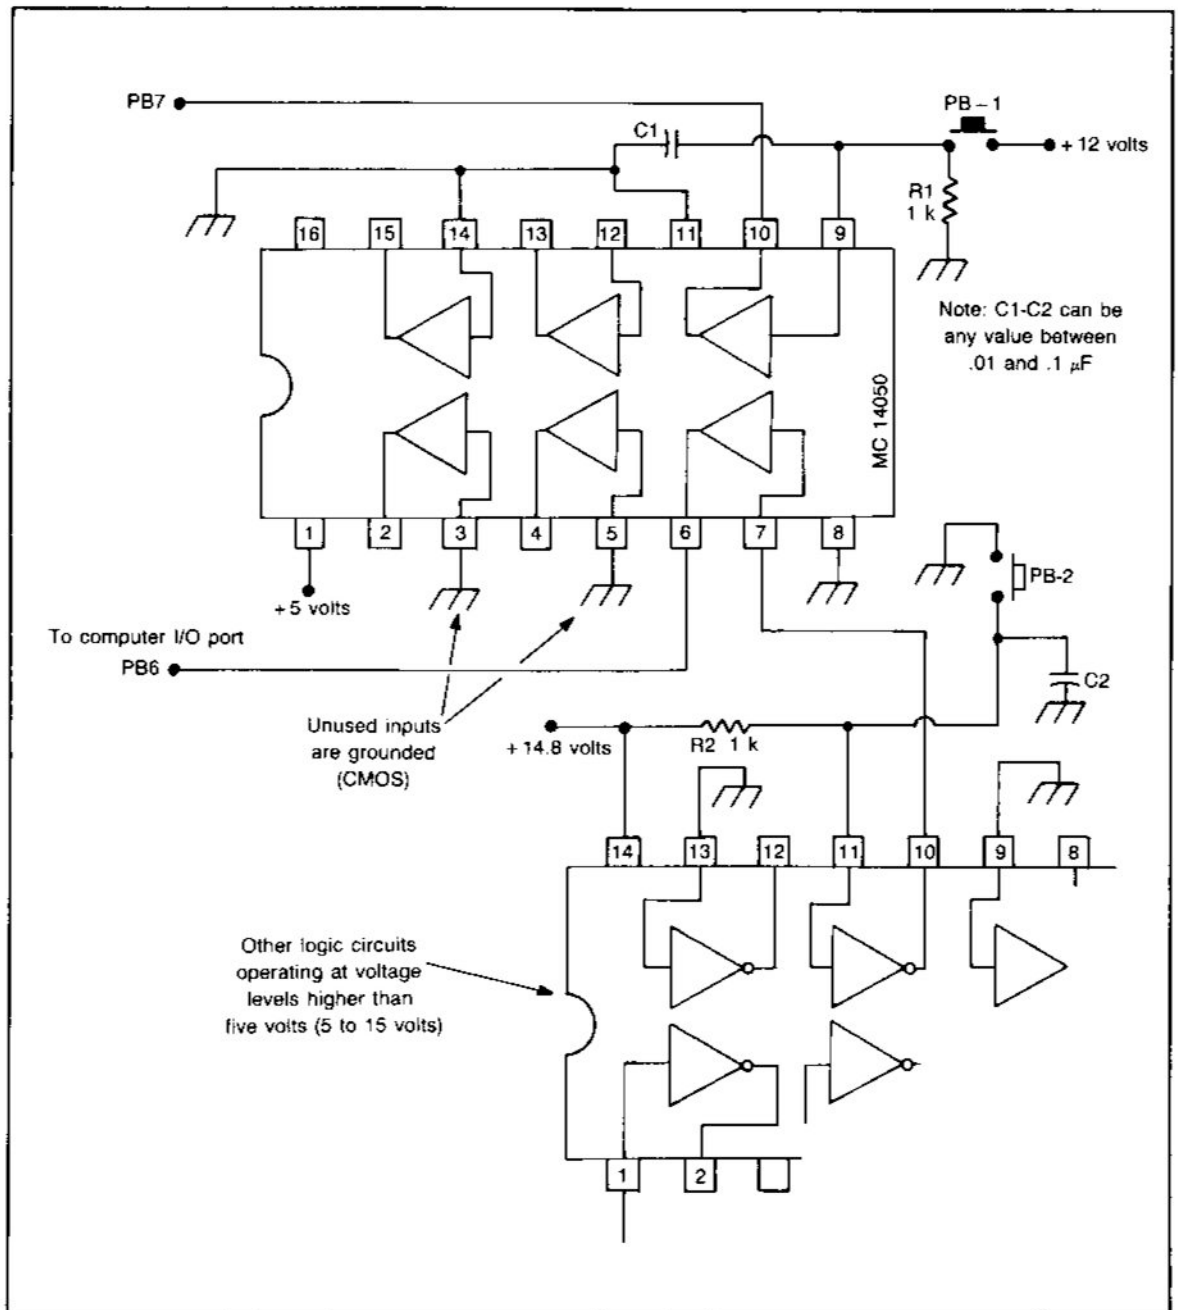 PB7
C1
PB – 1
+ 12 volts
R1
1 k
16
15
14
13
12
11
10
9
Note: C1-C2 can be
any value between
.01 and .1 μF
MC 14050
1
2
3
4
5
6
7
8
+ 5 volts
PB-2
C2
To computer I/O port
PB6
Unused inputs
are grounded
(CMOS)
+ 14.8 volts
R2 1 k
14
13
12
11
10
9
8
Other logic circuits
operating at voltage
levels higher than
five volts (5 to 15 volts)
1
2